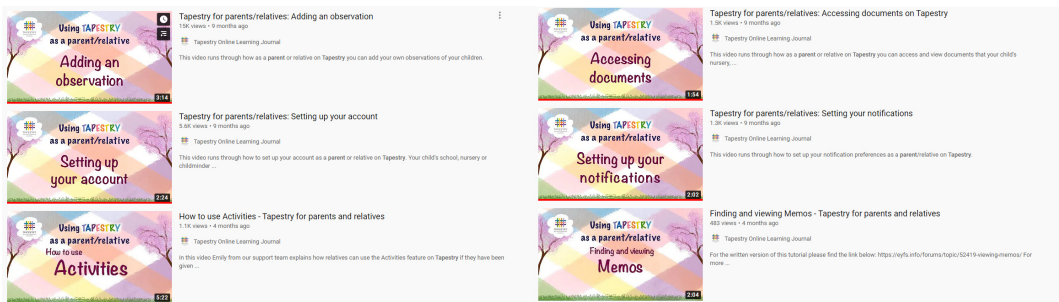 Using TAPESTRY
as a parent/relative
Adding an
observation
3:14
Tapestry for parents/relatives: Adding an observation
15K views • 9 months ago
Tapestry Online Learning Journal
This video runs through how as a parent or relative on Tapestry you can add your own observations of your children.
Using TAPESTRY
as a parent/relative
Setting up
your account
2:24
Tapestry for parents/relatives: Setting up your account
5.6K views • 9 months ago
Tapestry Online Learning Journal
This video runs through how to set up your account as a parent or relative on Tapestry. Your child's school, nursery or
childminder ...
Using TAPESTRY
as a parent/relative
How to use
Activities
5:22
How to use Activities - Tapestry for parents and relatives
1.1K views • 4 months ago
Tapestry Online Learning Journal
In this video Emily from our support team explains how relatives can use the Activities feature on Tapestry if they have been
given ...
Using TAPESTRY
as a parent/relative
Accessing
documents
1:54
Tapestry for parents/relatives: Accessing documents on Tapestry
1.5K views • 9 months ago
Tapestry Online Learning Journal
This video runs through how as a parent or relative on Tapestry you can access and view documents that your child's
nursery, ...
Using TAPESTRY
as a parent/relative
Setting up your
notifications
2:02
Tapestry for parents/relatives: Setting your notifications
1.3K views • 9 months ago
Tapestry Online Learning Journal
This video runs through how to set up your notification preferences as a parent/relative on Tapestry.
Using TAPESTRY
as a parent/relative
Finding and viewing
Memos
2:04
Finding and viewing Memos - Tapestry for parents and relatives
483 views • 4 months ago
Tapestry Online Learning Journal
For the written version of this tutorial please find the link below: https://eyfs.info/forums/topic/52419-viewing-memos/ For
more ...